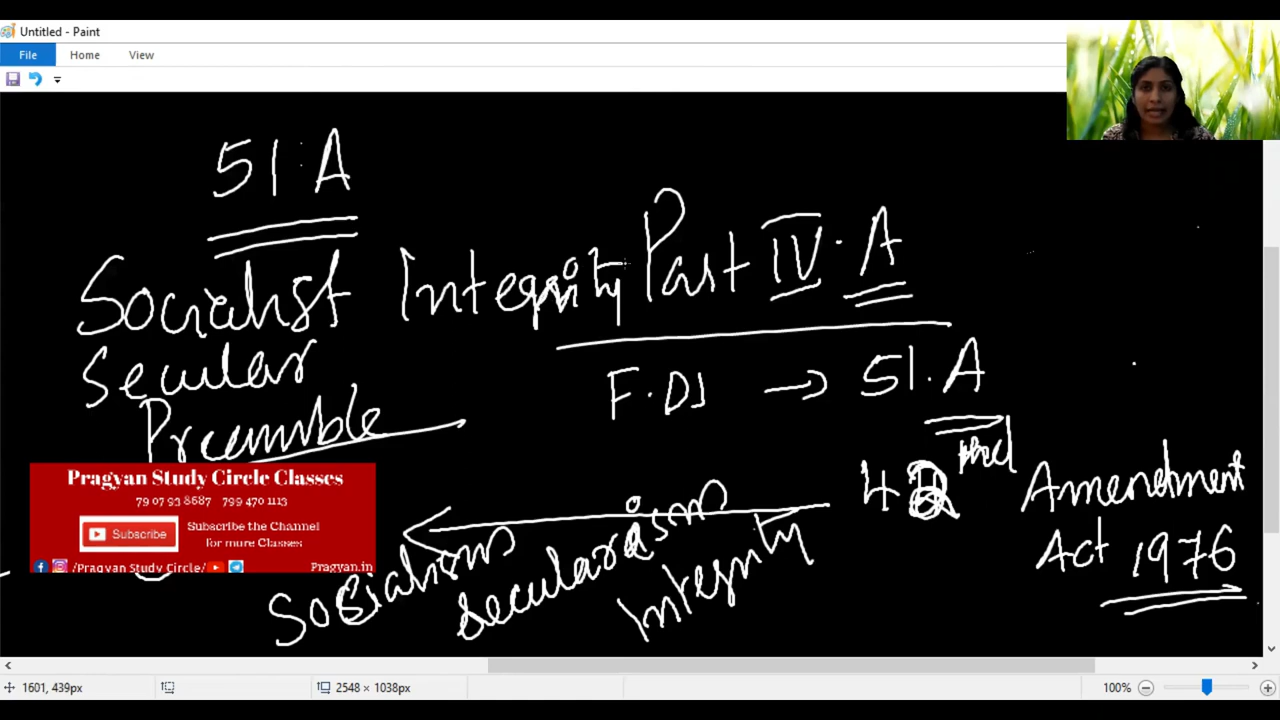 Untitled - Paint
File Home View
51.A
Socialist Integrity Part IV.A
Secular F.Ds → 51.A
Preamble
42nd Amendment
Act 1976
Socialism secularism Integrity
Pragyan Study Circle Classes
79 07 93 8687 799 470 1113
Subscribe Subscribe the Channel
for more Classes
/Pragyan Study Circle/ Pragyan.in
1601, 439px 2548 × 1038px 100%